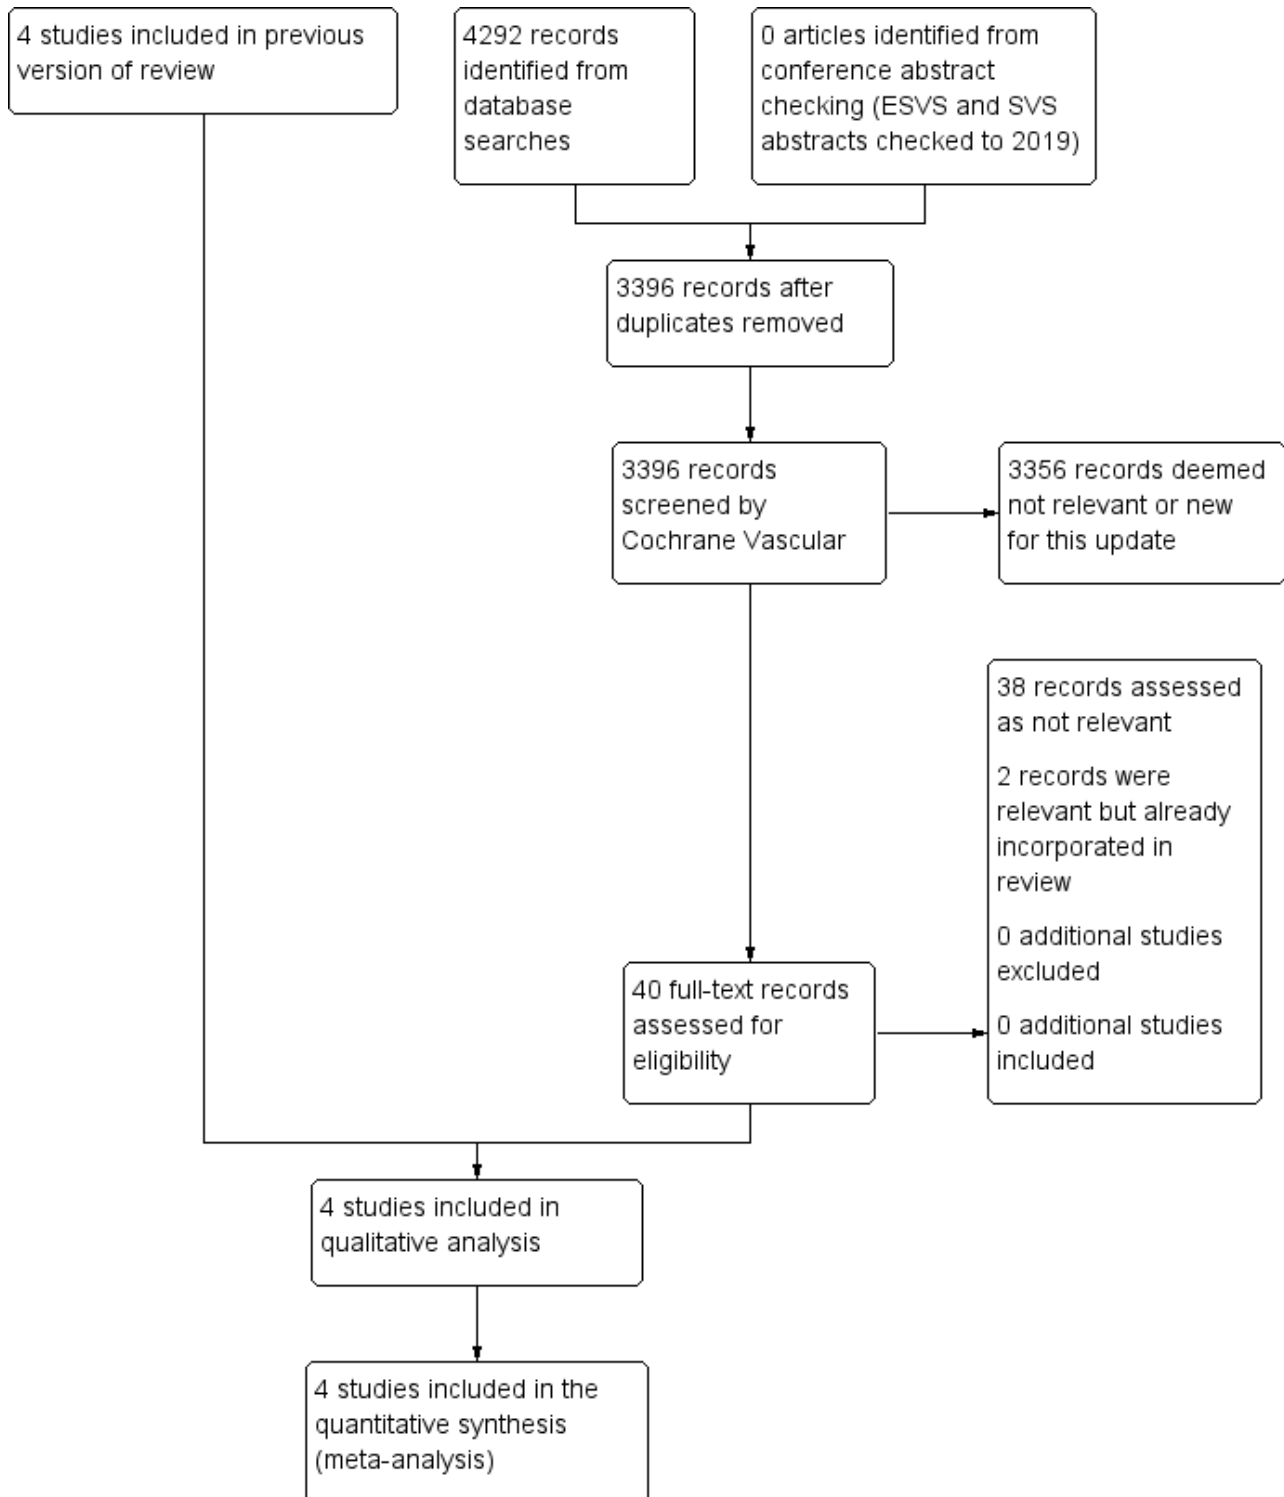 4 studies included in previous
version of review
4292 records
identified from
database
searches
0 articles identified from
conference abstract
checking (ESVS and SVS
abstracts checked to 2019)
3396 records after
duplicates removed
3396 records
screened by
Cochrane Vascular
3356 records deemed
not relevant or new
for this update
38 records assessed
as not relevant
2 records were
relevant but already
incorporated in
review
0 additional studies
excluded
0 additional studies
included
40 full-text records
assessed for
eligibility
4 studies included in
qualitative analysis
4 studies included in the
quantitative synthesis
(meta-analysis)